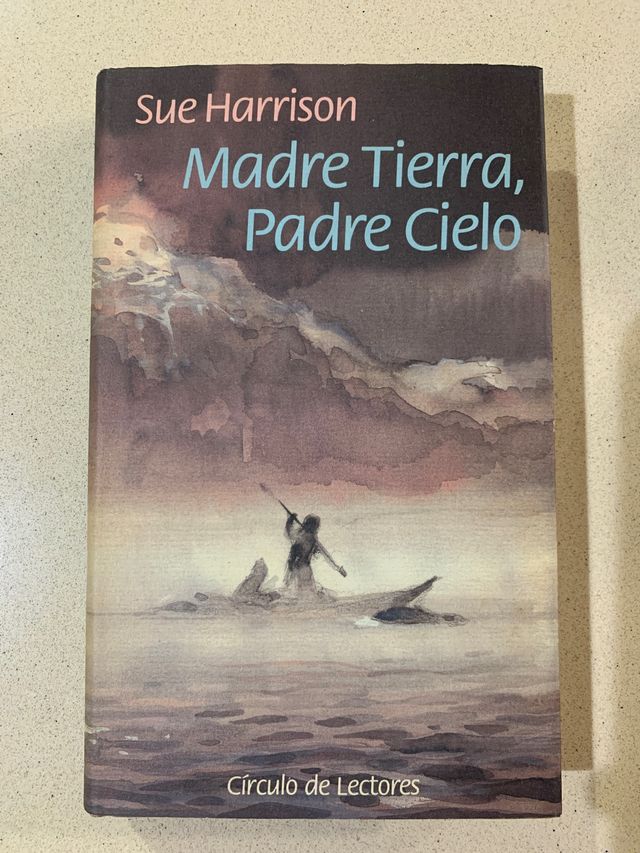 Sue Harrison
Madre Tierra,
Padre Cielo
Círculo de Lectores